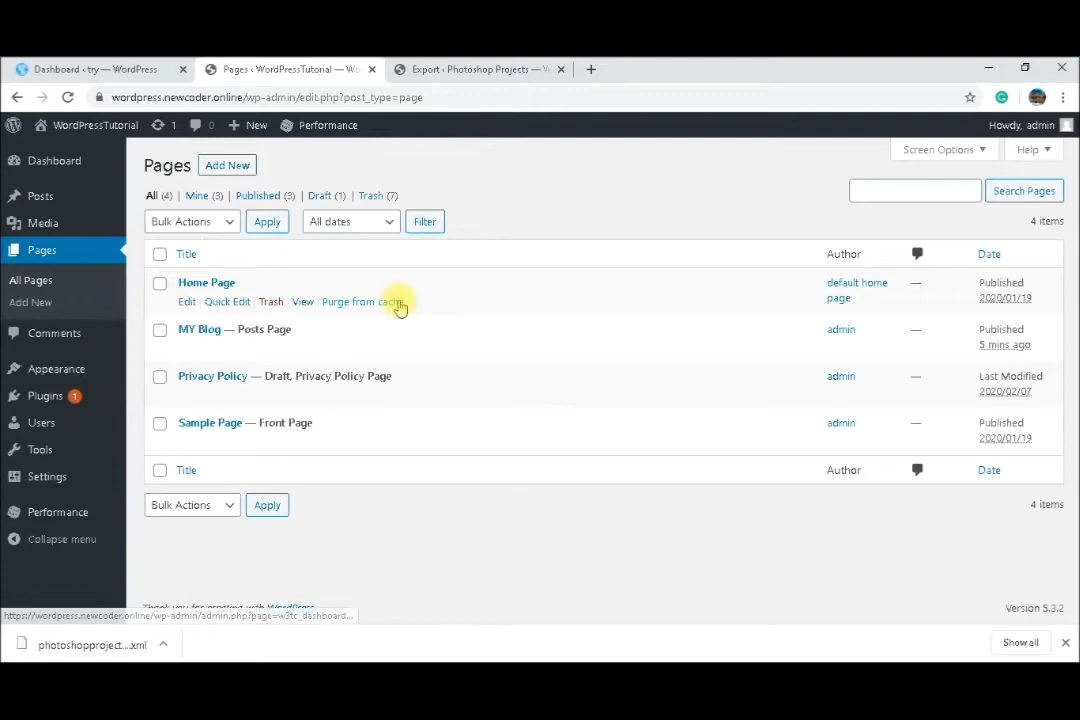 Dashboard ‹ try — WordPress
Pages ‹ WordPressTutorial — Wo
Export ‹ Photoshop Projects — W
wordpress.newcoder.online/wp-admin/edit.php?post_type=page
WordPressTutorial 1 0 New Performance Howdy, admin
Dashboard
Posts
Media
Pages
All Pages
Add New
Comments
Appearance
Plugins 1
Users
Tools
Settings
Performance
Collapse menu
Screen Options Help
Pages Add New
All (4) | Mine (3) | Published (3) | Draft (1) | Trash (7)
Search Pages
Bulk Actions Apply All dates Filter
4 items
Title Author Date
Home Page default home page — Published 2020/01/19
Edit | Quick Edit | Trash | View | Purge from cache
MY Blog — Posts Page admin — Published 5 mins ago
Privacy Policy — Draft, Privacy Policy Page admin — Last Modified 2020/02/07
Sample Page — Front Page admin — Published 2020/01/19
Title Author Date
Bulk Actions Apply 4 items
Thank you for creating with WordPress. Version 5.3.2
https://wordpress.newcoder.online/wp-admin/admin.php?page=w3tc_dashboard...
photoshopproject....xml Show all